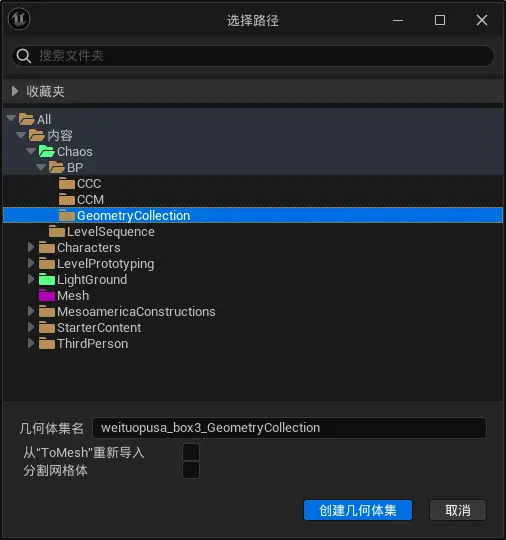 选择路径
搜索文件夹
收藏夹
All
内容
Chaos
BP
CCC
CCM
GeometryCollection
LevelSequence
Characters
LevelPrototyping
LightGround
Mesh
MesoamericaConstructions
StarterContent
ThirdPerson
几何体集名 weituopusa_box3_GeometryCollection
从“ToMesh”重新导入
分割网格体
创建几何体集 取消